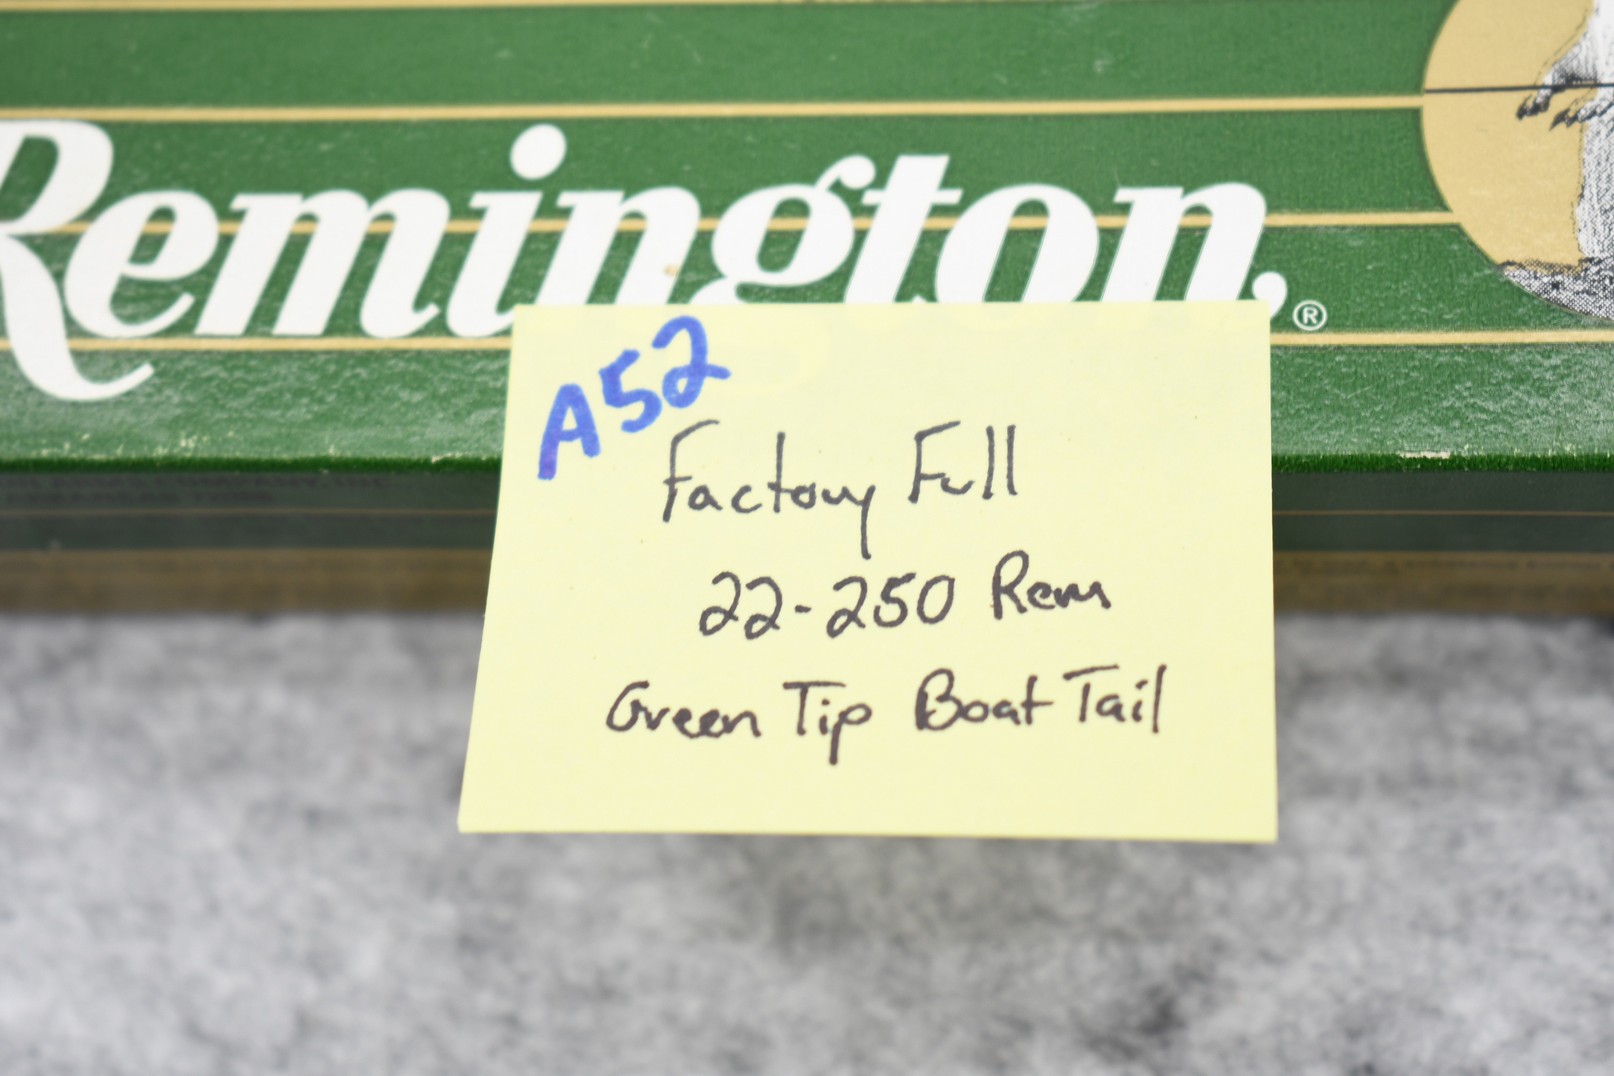 Remington®
A52
Factory Full
22-250 Rem
Green Tip Boat Tail